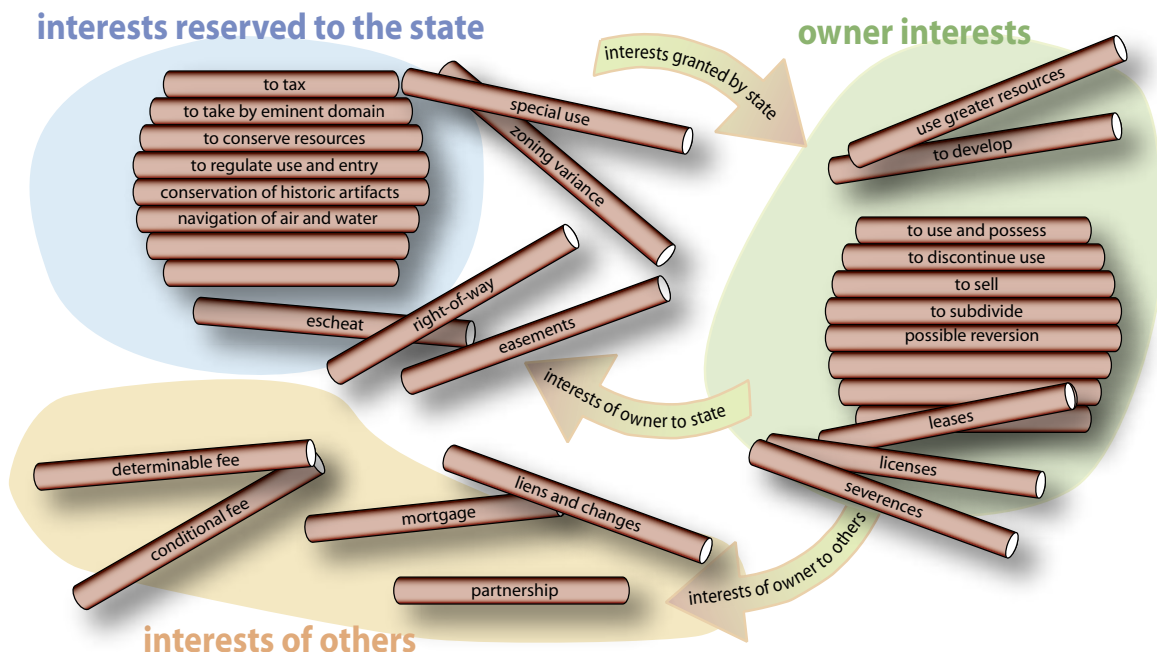 interests reserved to the state
to tax
to take by eminent domain
to conserve resources
to regulate use and entry
conservation of historic artifacts
navigation of air and water
escheat
special use
zoning variance
right-of-way
easements
interests granted by state
owner interests
use greater resources
to develop
to use and possess
to discontinue use
to sell
to subdivide
possible reversion
leases
licenses
severences
interests of owner to state
interests of owner to others
determinable fee
conditional fee
mortgage
liens and changes
partnership
interests of others